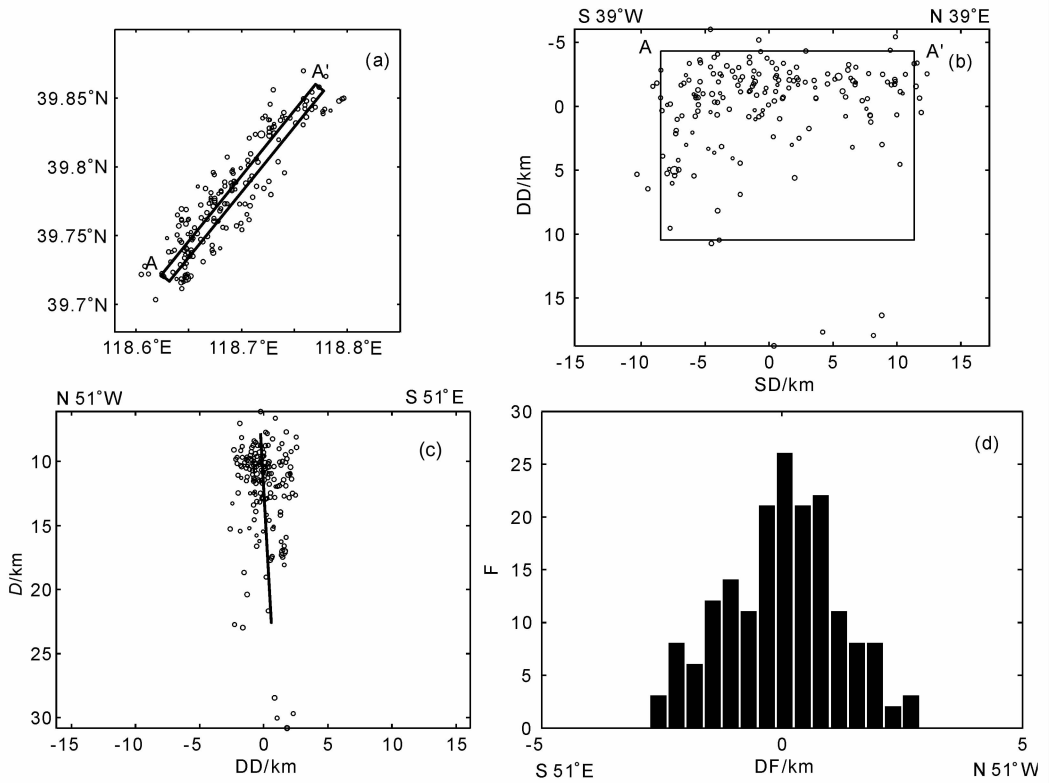 (a)
A'
A
39.85°N
39.8°N
39.75°N
39.7°N
118.6°E
118.7°E
118.8°E
S 39°W
N 39°E
A
A'
(b)
-5
0
5
10
15
DD/km
-15
-10
-5
0
5
10
15
SD/km
N 51°W
S 51°E
(c)
10
15
20
25
30
D/km
-15
-10
-5
0
5
10
15
DD/km
(d)
30
25
20
15
10
5
0
F
-5
0
5
S 51°E
DF/km
N 51°W